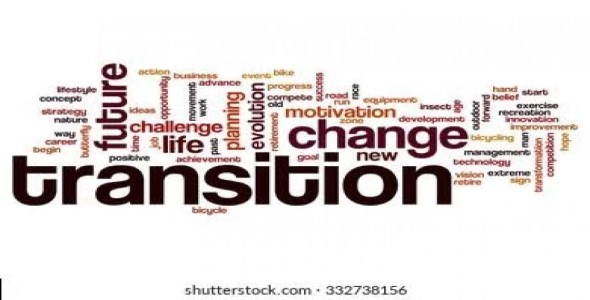 action business event bike
lifestyle future opportunity movement advance progress success road race hand start
concept compete run equipment belief
strategy ideas work planning evolution old motivation insect age outdoor forward exercise
nature butterfly challenge zone development recreation
way time life past retirement change innovation
career job bicycling man improvement
begin positive achievement goal new management transformation competition hope
technology
transition vision extreme
retire sign
bicycle
shutterstock.com · 332738156